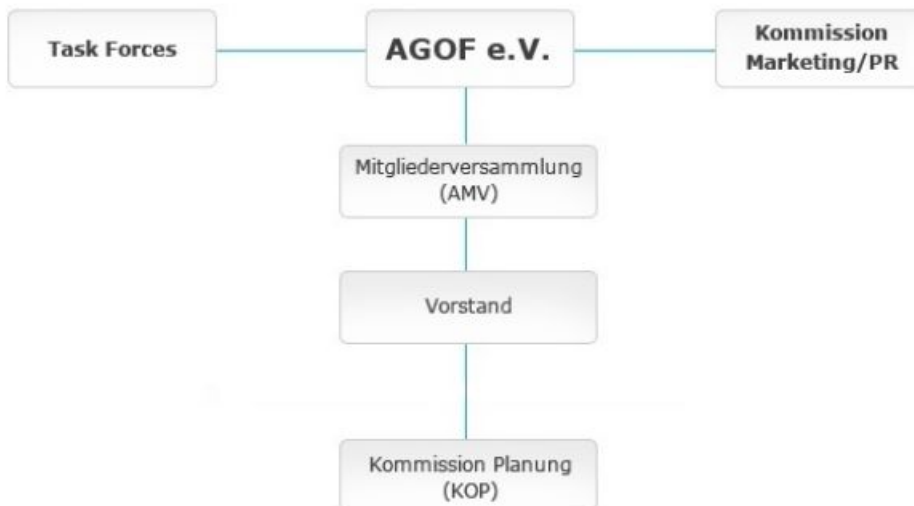 Task Forces
AGOF e.V.
Kommission
Marketing/PR
Mitgliederversammlung
(AMV)
Vorstand
Kommission Planung
(KOP)